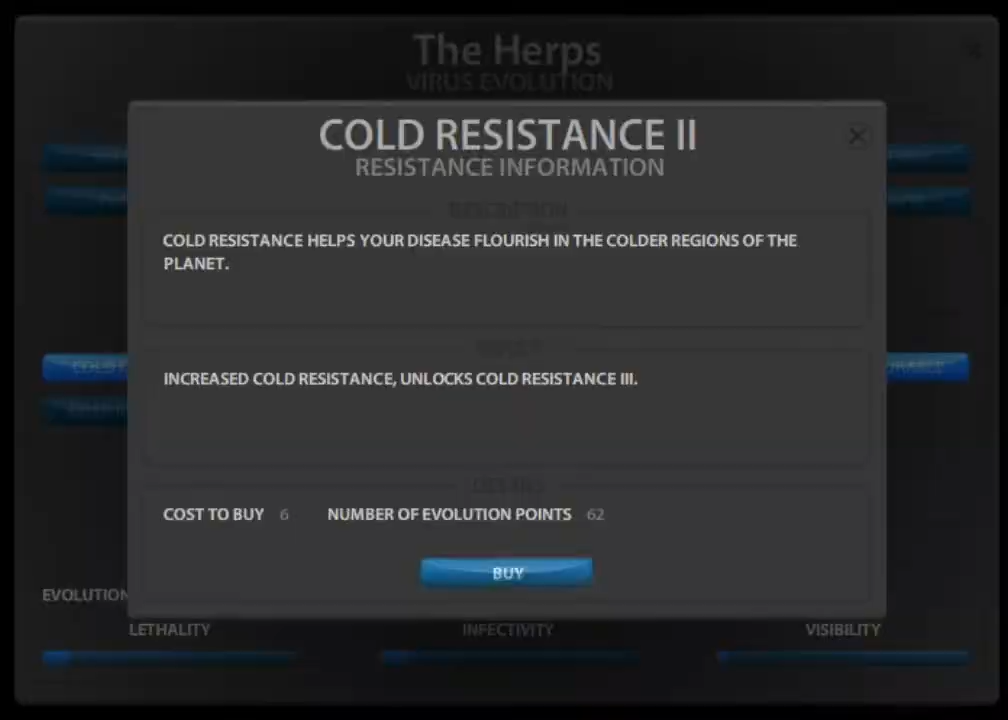 The Herps
VIRUS EVOLUTION
COLD RESISTANCE II
RESISTANCE INFORMATION
DESCRIPTION
COLD RESISTANCE HELPS YOUR DISEASE FLOURISH IN THE COLDER REGIONS OF THE
PLANET.
INCREASED COLD RESISTANCE, UNLOCKS COLD RESISTANCE III.
COST TO BUY 6 NUMBER OF EVOLUTION POINTS 62
BUY
EVOLUTION
LETHALITY INFECTIVITY VISIBILITY